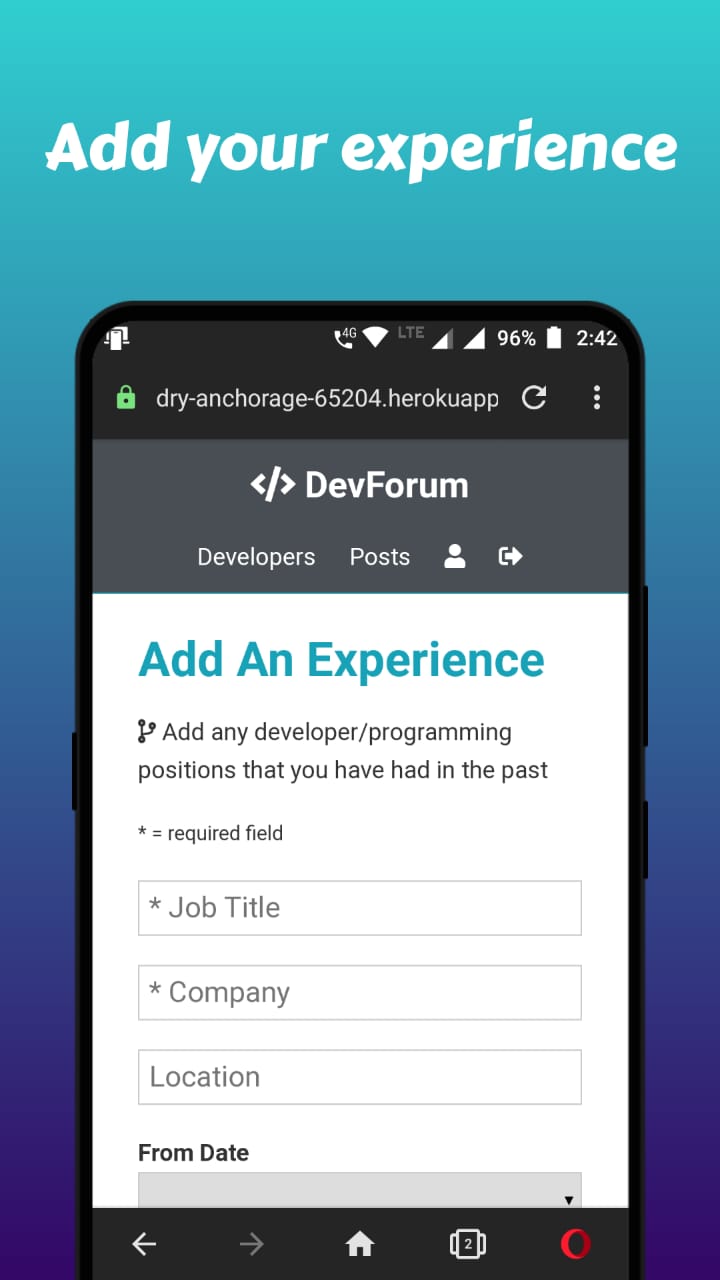 Add your experience
4G LTE 96% 2:42
dry-anchorage-65204.herokuapp
</> DevForum
Developers Posts
Add An Experience
Add any developer/programming
positions that you have had in the past
* = required field
* Job Title
* Company
Location
From Date
2